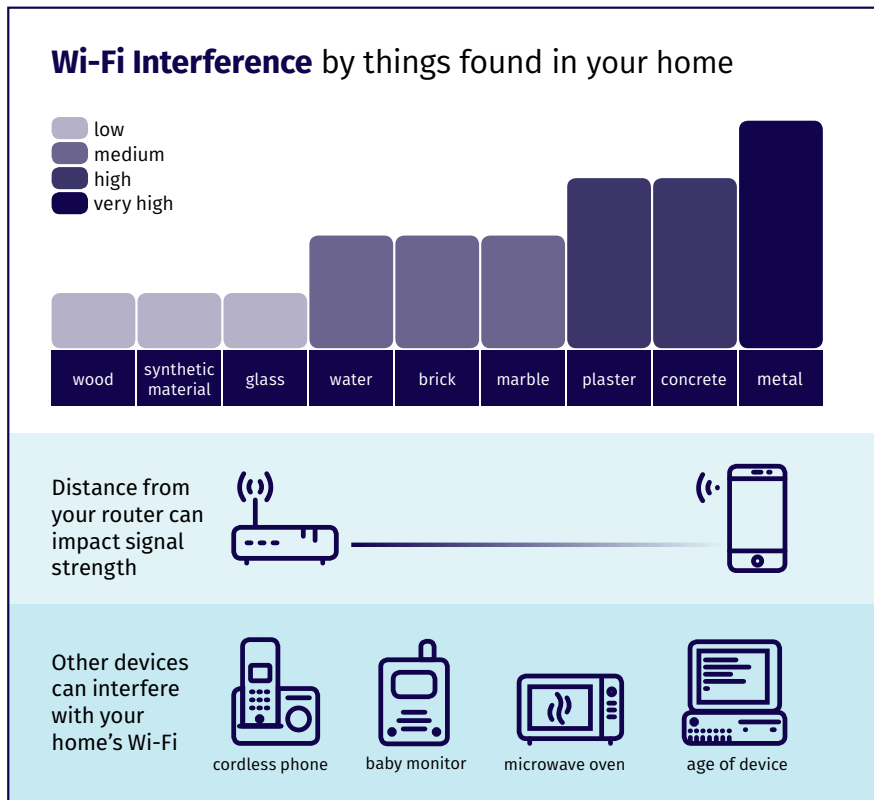 Wi-Fi Interference by things found in your home
low
medium
high
very high
wood
synthetic
material
glass
water
brick
marble
plaster
concrete
metal
Distance from
your router can
impact signal
strength
Other devices
can interfere
with your
home's Wi-Fi
cordless phone
baby monitor
microwave oven
age of device